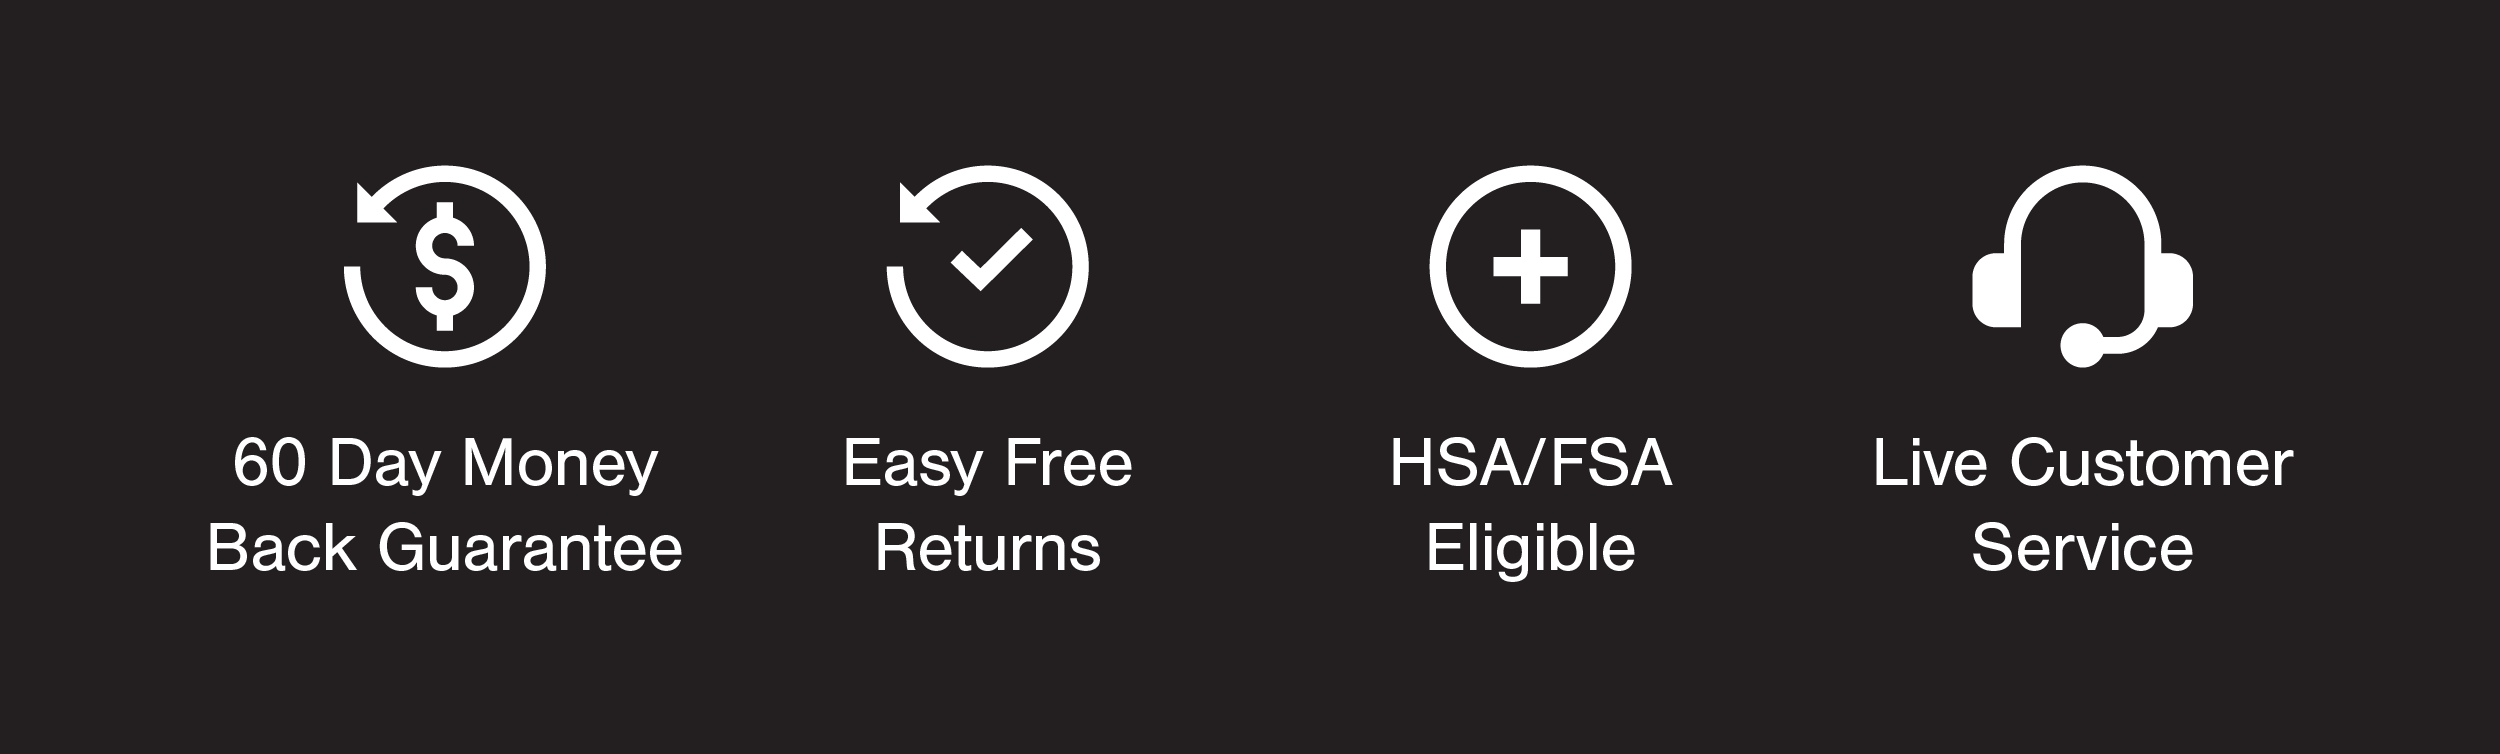 60 Day Money
Back Guarantee
Easy Free
Returns
HSA/FSA
Eligible
Live Customer
Service